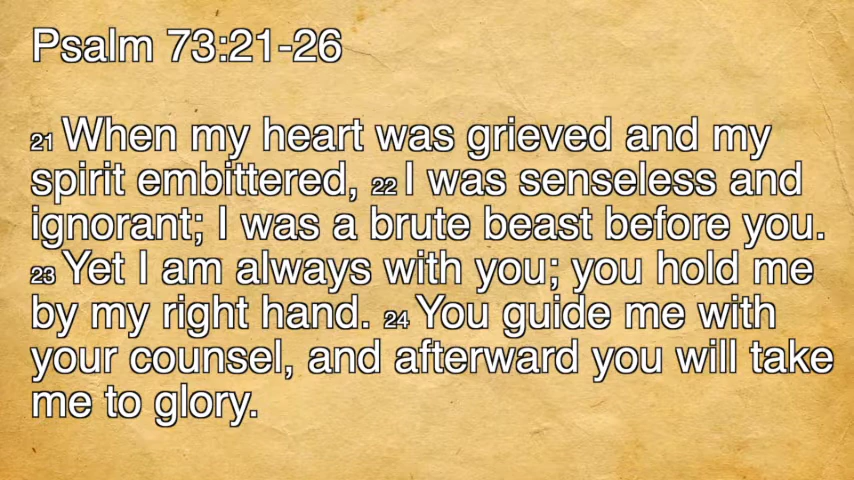 Psalm 73:21-26
21 When my heart was grieved and my
spirit embittered, 22 I was senseless and
ignorant; I was a brute beast before you.
23 Yet I am always with you; you hold me
by my right hand. 24 You guide me with
your counsel, and afterward you will take
me to glory.